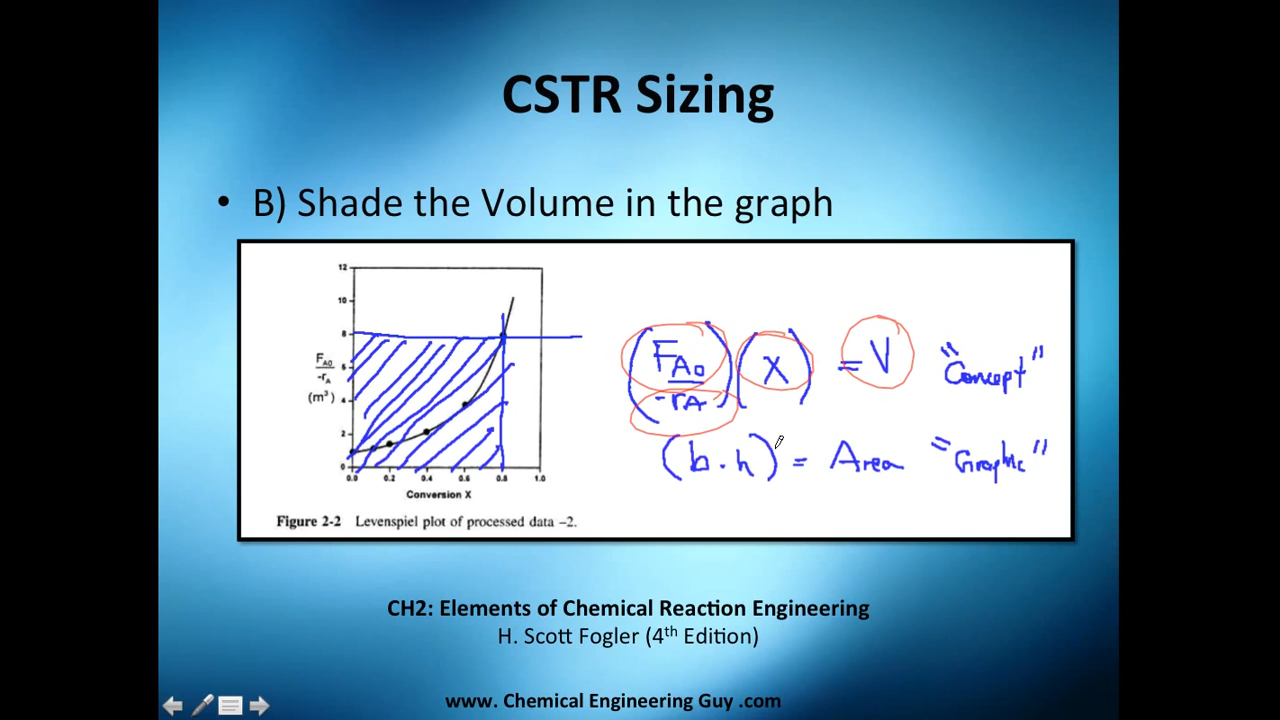 CSTR Sizing
• B) Shade the Volume in the graph
12
10
8
6
4
2
0
F_A0
-r_A
(m³)
0.0 0.2 0.4 0.6 0.8 1.0
Conversion X
Figure 2-2 Levenspiel plot of processed data –2.
(F_A0 / -r_A) (X) = V "Concept"
(b · h) = Area "Graphic"
CH2: Elements of Chemical Reaction Engineering
H. Scott Fogler (4th Edition)
www. Chemical Engineering Guy .com